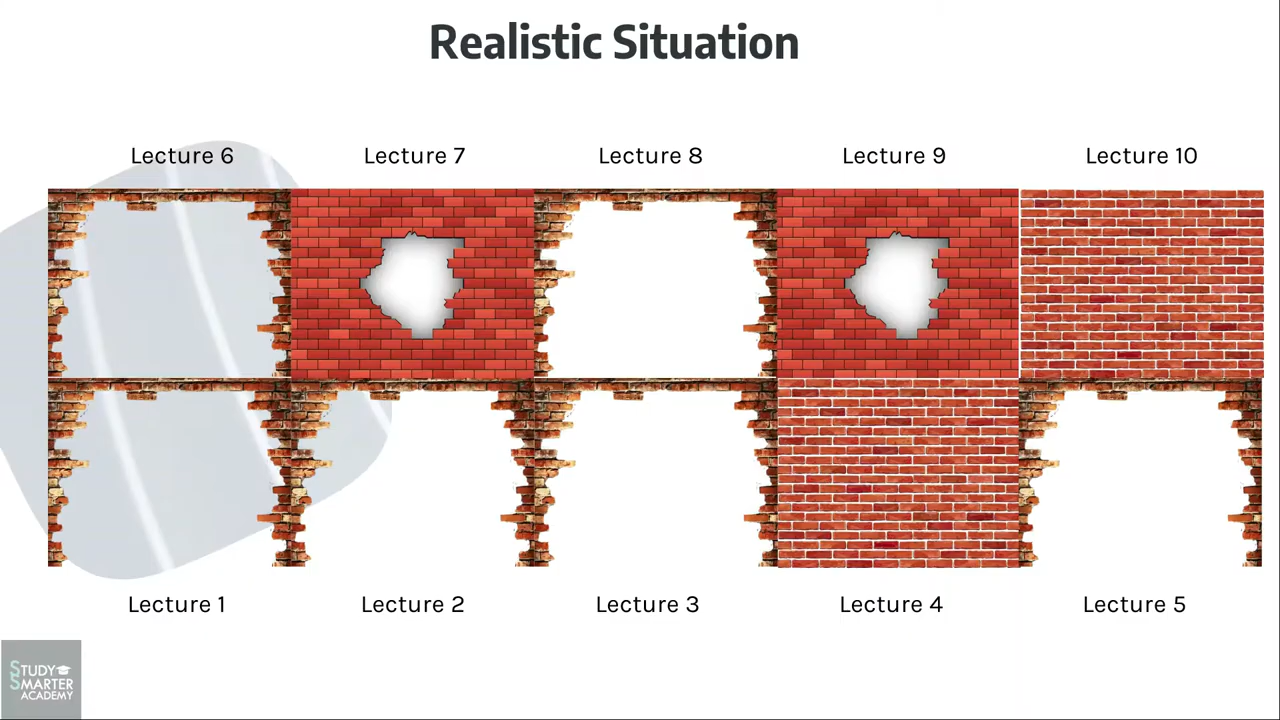 Realistic Situation
Lecture 6
Lecture 7
Lecture 8
Lecture 9
Lecture 10
Lecture 1
Lecture 2
Lecture 3
Lecture 4
Lecture 5
STUDY
SMARTER
ACADEMY